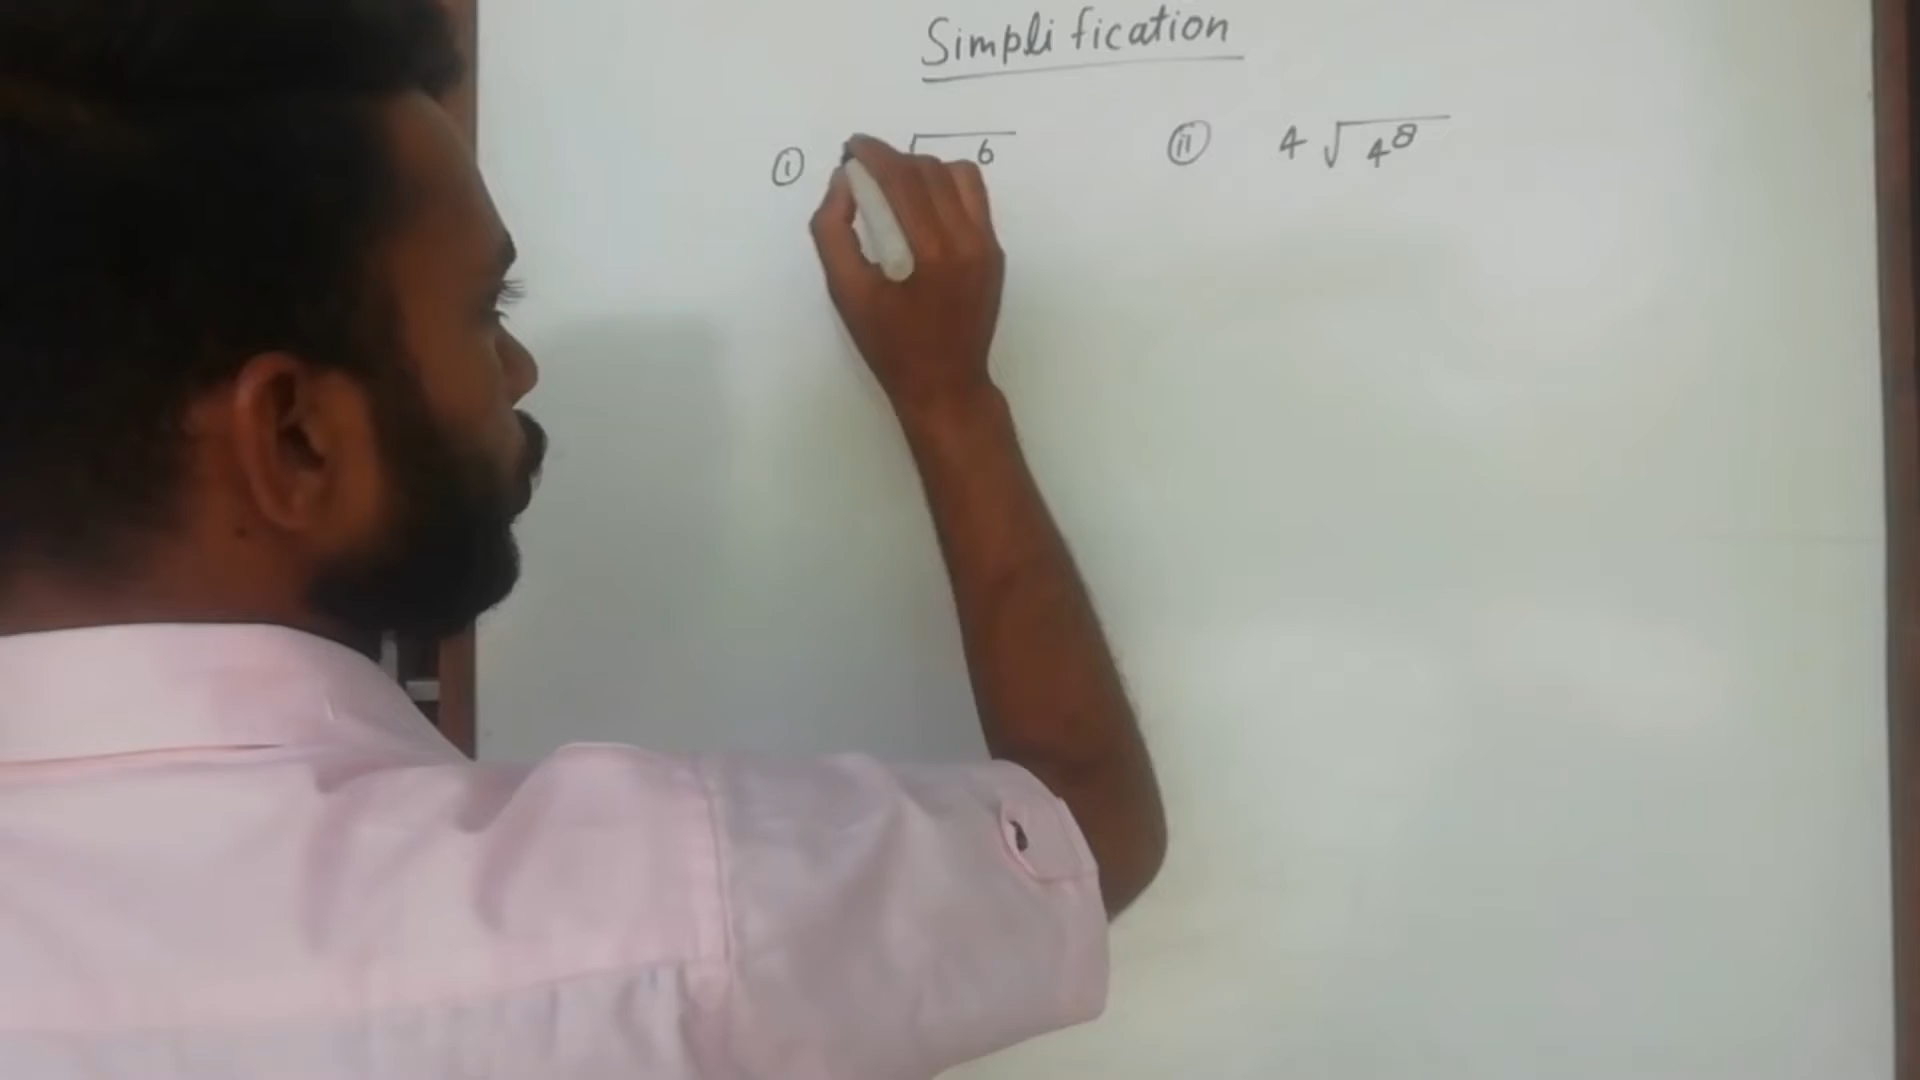 Simplification
(i) √ 6 (ii) 4 √4⁸